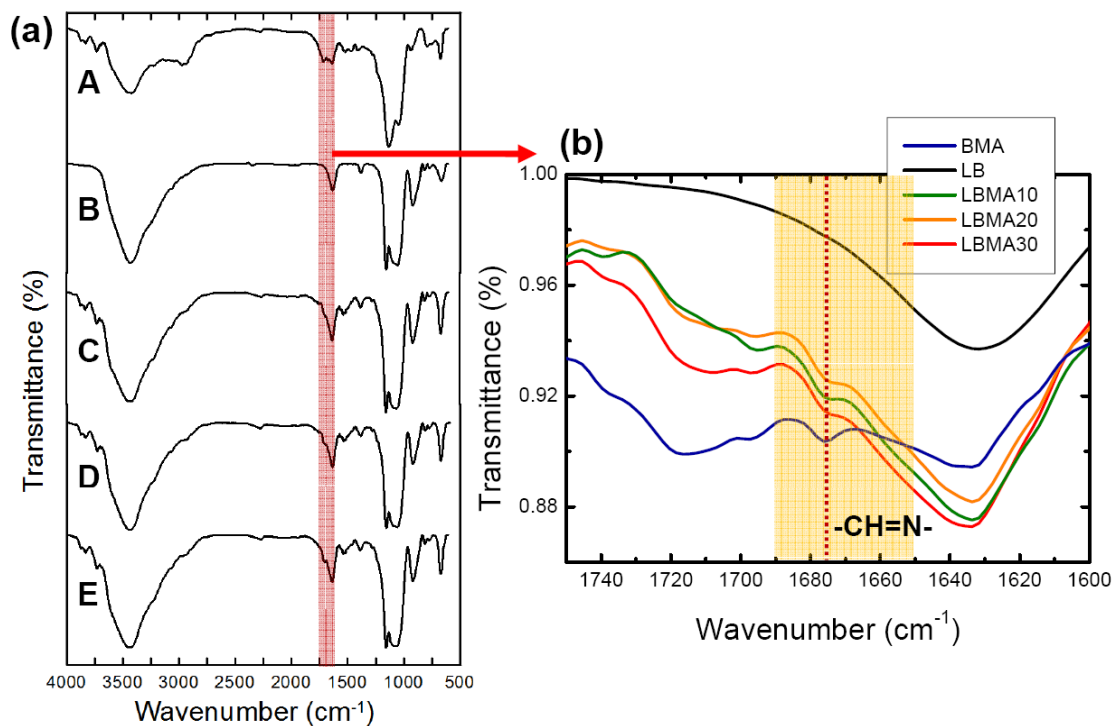 (a)
4000 3500 3000 2500 2000 1500 1000 500
A
B
C
D
E
Transmittance (%)
Wavenumber (cm-1)
(b)
BMA
LB
LBMA10
LBMA20
LBMA30
1.00
0.96
0.92
0.88
Transmittance (%)
-CH=N-
1740 1720 1700 1680 1660 1640 1620 1600
Wavenumber (cm-1)